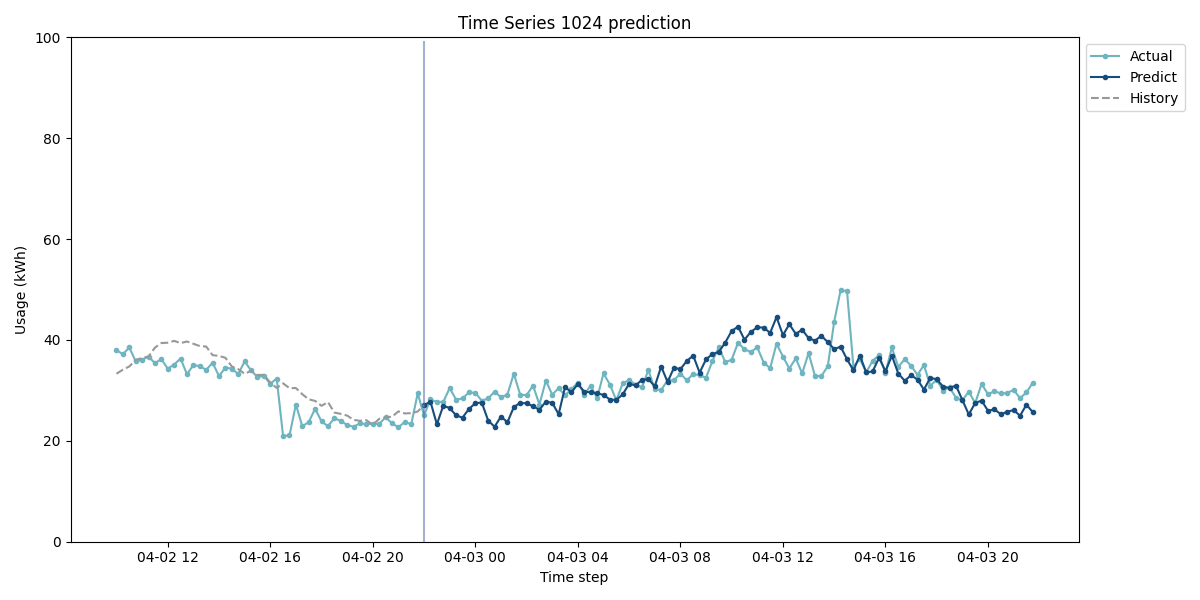 Time Series 1024 prediction
100
80
60
40
20
0
Usage (kWh)
04-02 12
04-02 16
04-02 20
04-03 00
04-03 04
04-03 08
04-03 12
04-03 16
04-03 20
Time step
Actual
Predict
History